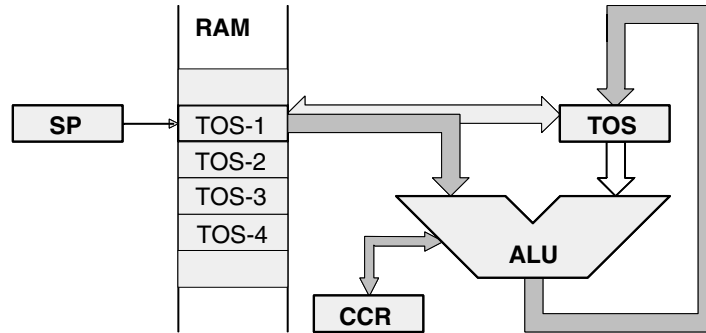 RAM
SP
TOS-1
TOS
TOS-2
TOS-3
TOS-4
ALU
CCR